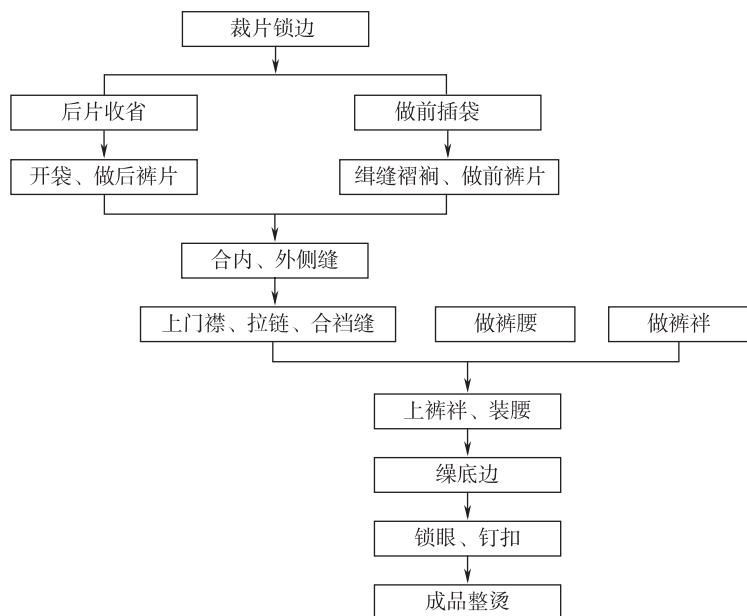 裁片锁边
后片收省
做前插袋
开袋、做后裤片
缉缝褶裥、做前裤片
合内、外侧缝
上门襟、拉链、合裆缝
做裤腰
做裤襻
上裤襻、装腰
缲底边
锁眼、钉扣
成品整烫